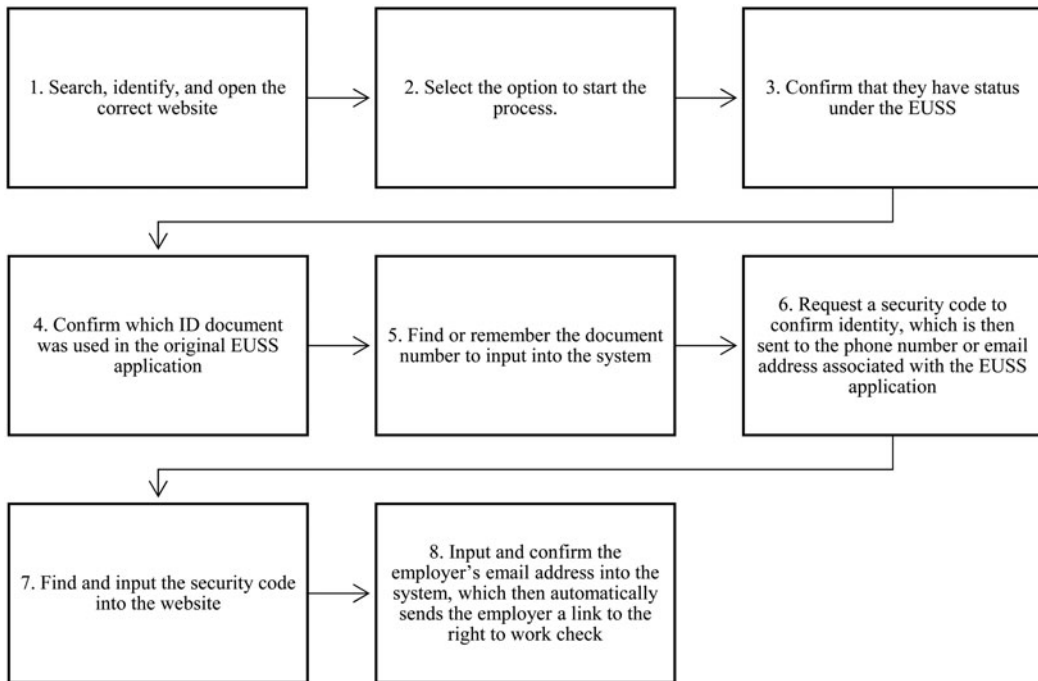 1. Search, identify, and open the
correct website
2. Select the option to start the
process.
3. Confirm that they have status
under the EUSS
4. Confirm which ID document
was used in the original EUSS
application
5. Find or remember the document
number to input into the system
6. Request a security code to
confirm identity, which is then
sent to the phone number or email
address associated with the EUSS
application
7. Find and input the security code
into the website
8. Input and confirm the
employer's email address into the
system, which then automatically
sends the employer a link to the
right to work check